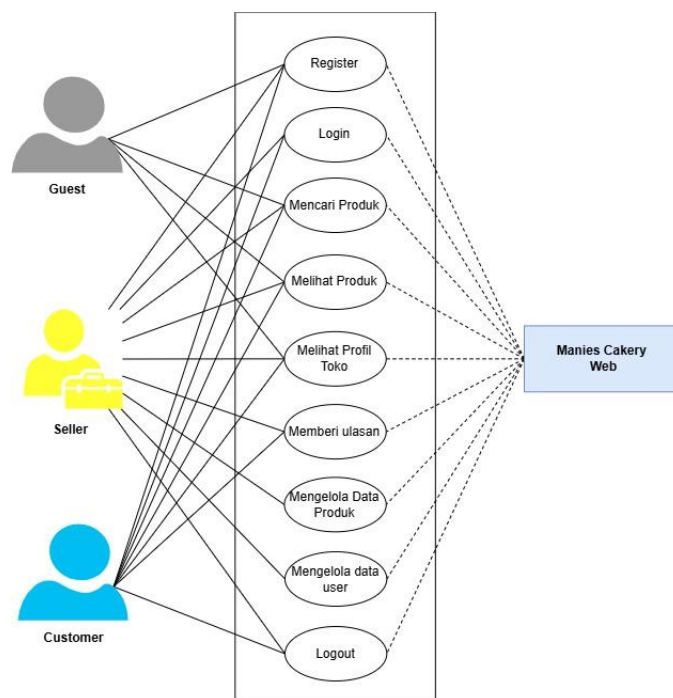 Register
Login
Mencari Produk
Melihat Produk
Melihat Profil
Toko
Memberi ulasan
Mengelola Data
Produk
Mengelola data
user
Logout
Guest
Seller
Customer
Manies Cakery
Web